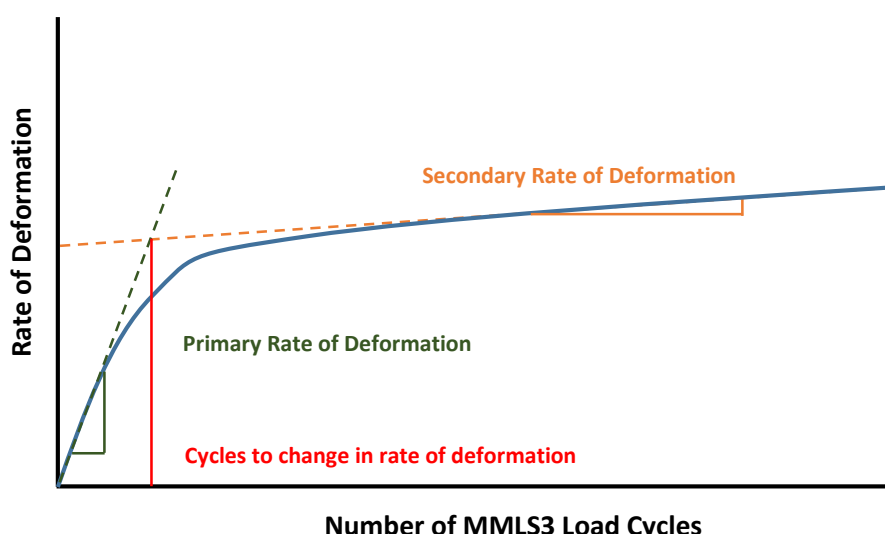 Rate of Deformation
Secondary Rate of Deformation
Primary Rate of Deformation
Cycles to change in rate of deformation
Number of MMLS3 Load Cycles